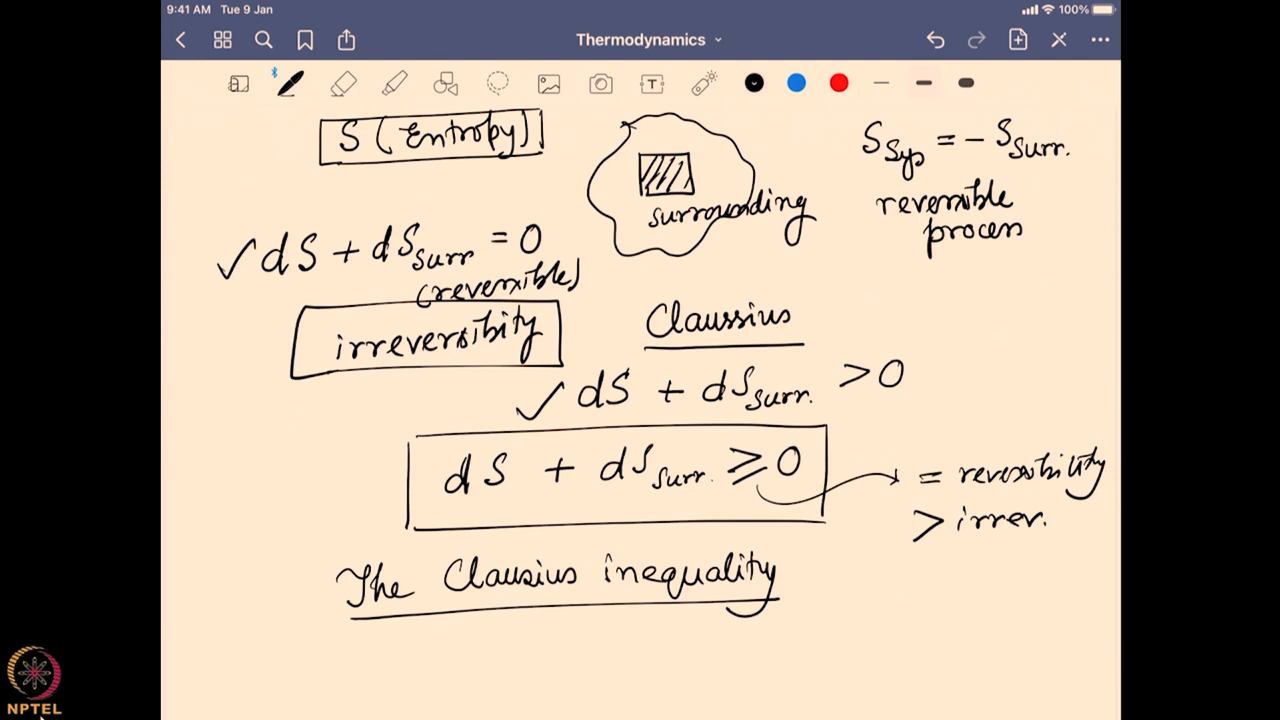 9:41 AM Tue 9 Jan
100%
Thermodynamics
T
S (Entropy)
surrounding
S_Sys = - S_Surr.
reversible
process
✓ dS + dS_Surr = 0
(reversible)
irreversibity
Claussius
✓ dS + dS_Surr. > 0
dS + dS_Surr. ≥ 0
= reversibility
> irrev.
The Clausius inequality
NPTEL